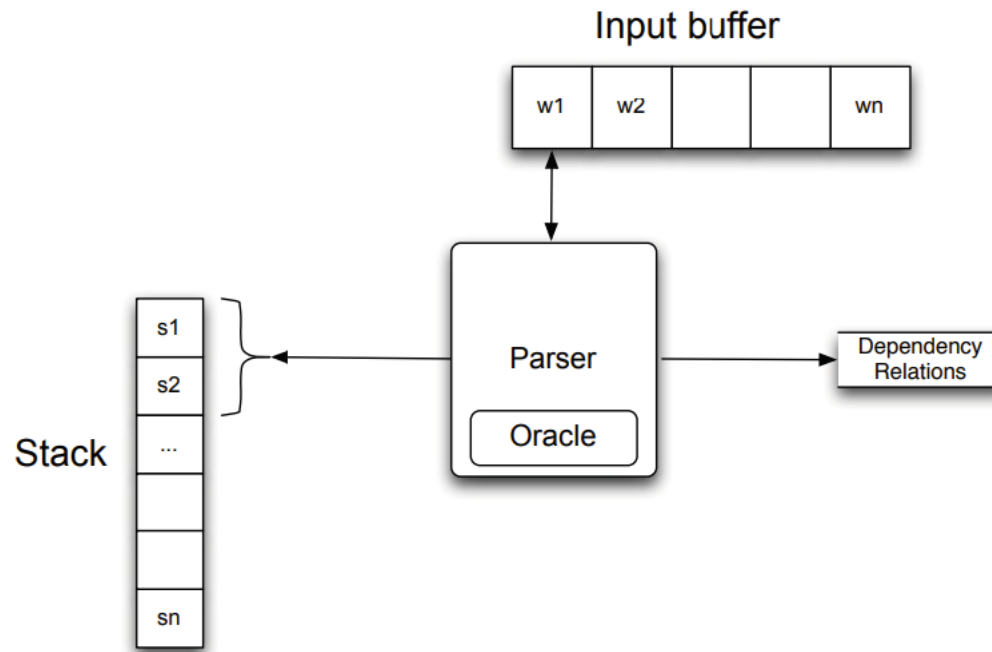 Input buffer
w1 w2 wn
Parser
Oracle
Dependency
Relations
Stack
s1
s2
...
sn